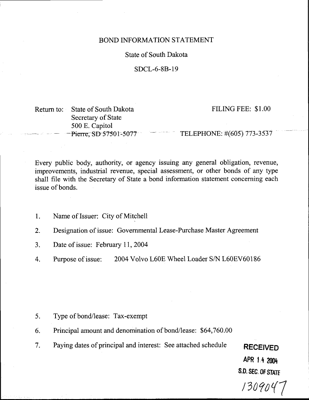 BOND INFORMATION STATEMENT
State of South Dakota
SDCL-6-8B-19
Return to: State of South Dakota FILING FEE: $1.00
Secretary of State
500 E. Capitol
Pierre, SD 57501-5077 TELEPHONE: #(605) 773-3537
Every public body, authority, or agency issuing any general obligation, revenue,
improvements, industrial revenue, special assessment, or other bonds of any type
shall file with the Secretary of State a bond information statement concerning each
issue of bonds.
1. Name of Issuer: City of Mitchell
2. Designation of issue: Governmental Lease-Purchase Master Agreement
3. Date of issue: February 11, 2004
4. Purpose of issue: 2004 Volvo L60E Wheel Loader S/N L60EV60186
5. Type of bond/lease: Tax-exempt
6. Principal amount and denomination of bond/lease: $64,760.00
7. Paying dates of principal and interest: See attached schedule
RECEIVED
APR 14 2004
S.D. SEC. OF STATE
1309047